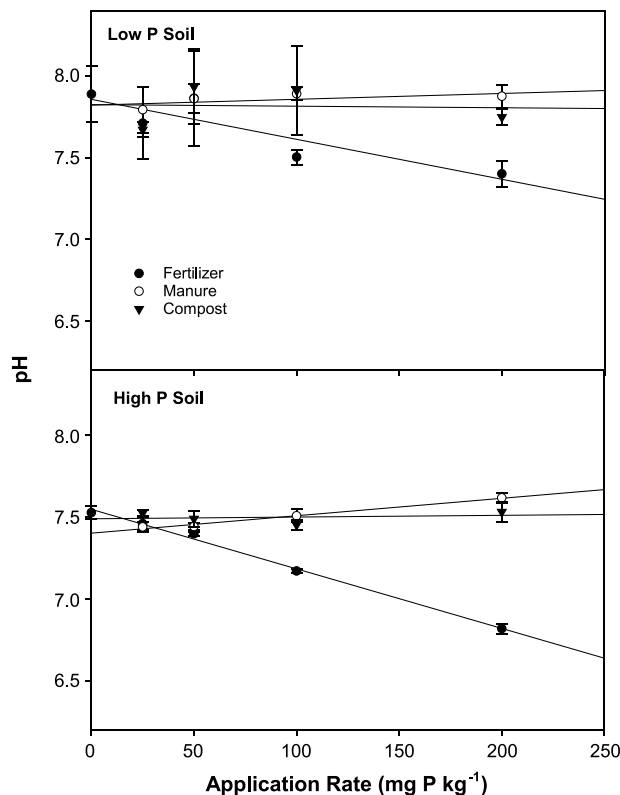 Low P Soil
8.0
7.5
7.0
6.5
Fertilizer
Manure
Compost
pH
High P Soil
8.0
7.5
7.0
6.5
0 50 100 150 200 250
Application Rate (mg P kg⁻¹)